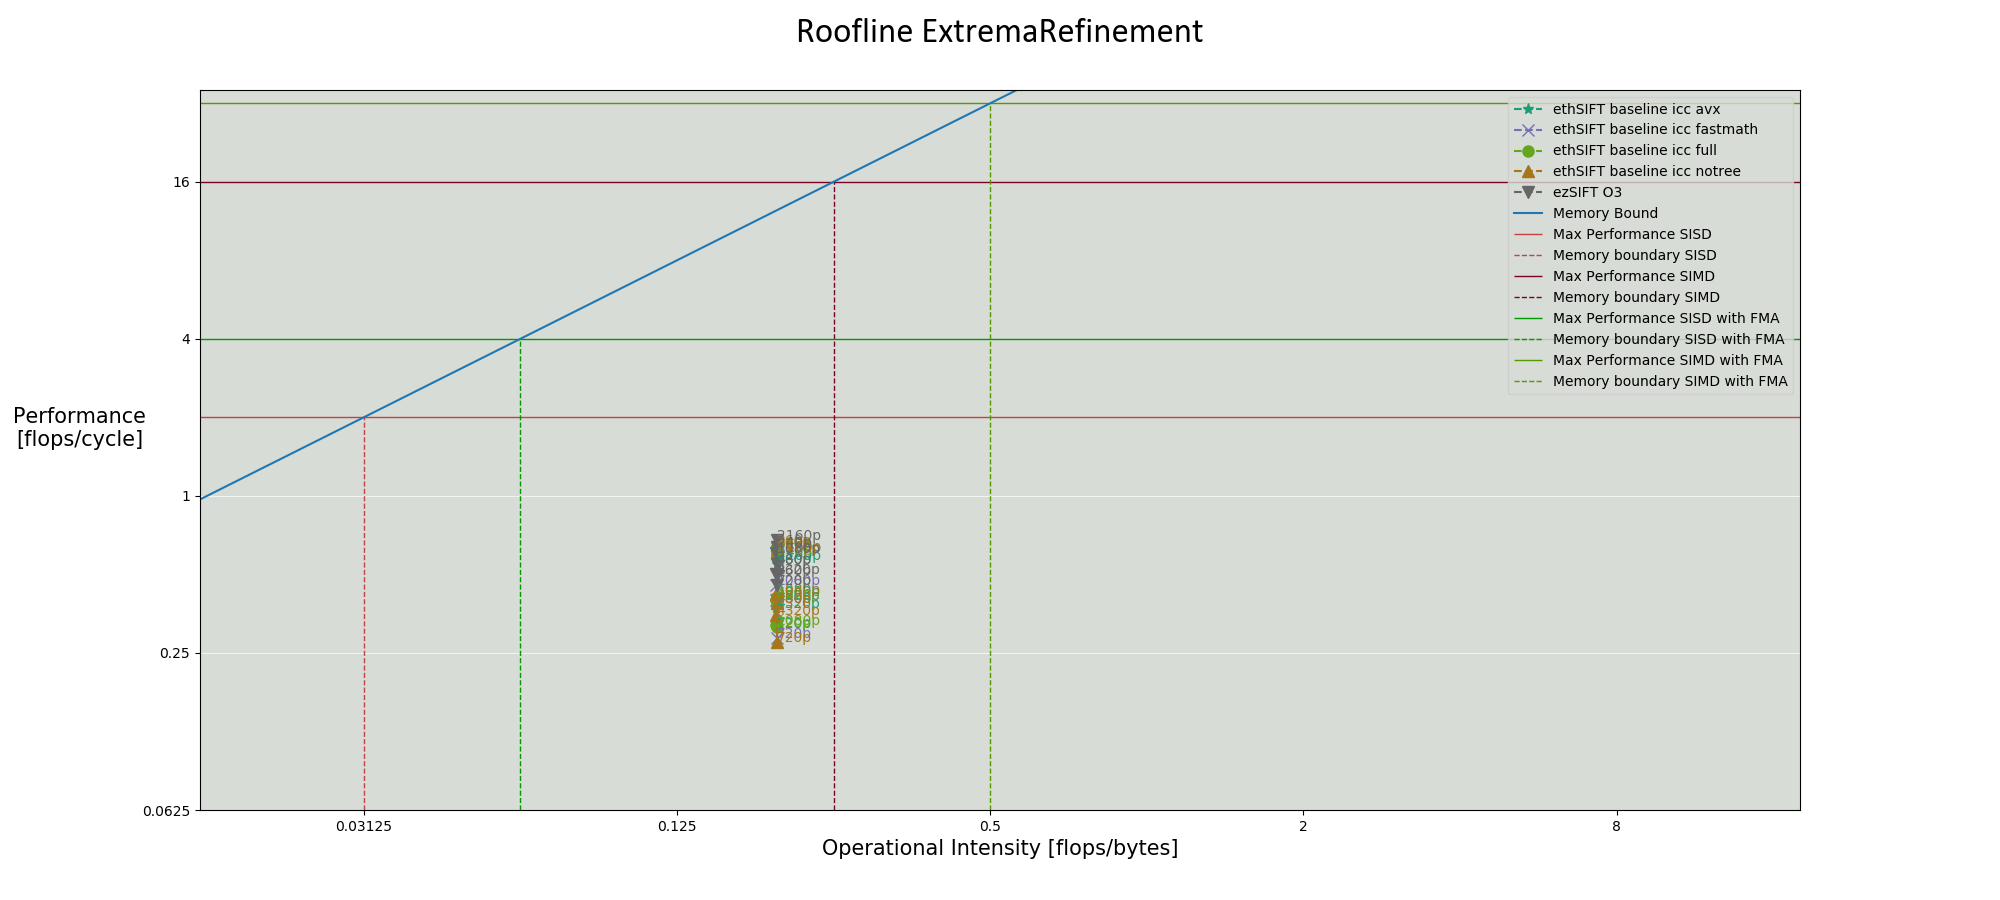 Roofline ExtremaRefinement
ethSIFT baseline icc avx
ethSIFT baseline icc fastmath
ethSIFT baseline icc full
ethSIFT baseline icc notree
ezSIFT O3
Memory Bound
Max Performance SISD
Memory boundary SISD
Max Performance SIMD
Memory boundary SIMD
Max Performance SISD with FMA
Memory boundary SISD with FMA
Max Performance SIMD with FMA
Memory boundary SIMD with FMA
16
4
Performance
[flops/cycle]
1
2160p
4320p
720p
0.25
0.0625
0.03125
0.125
0.5
2
8
Operational Intensity [flops/bytes]